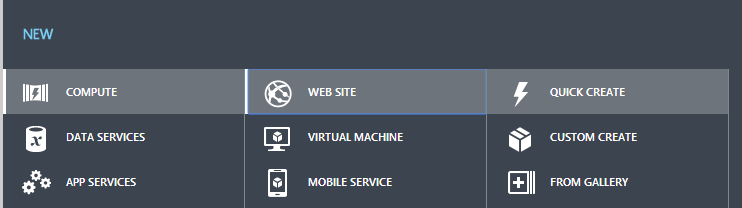 NEW
COMPUTE
WEB SITE
QUICK CREATE
DATA SERVICES
VIRTUAL MACHINE
CUSTOM CREATE
APP SERVICES
MOBILE SERVICE
FROM GALLERY